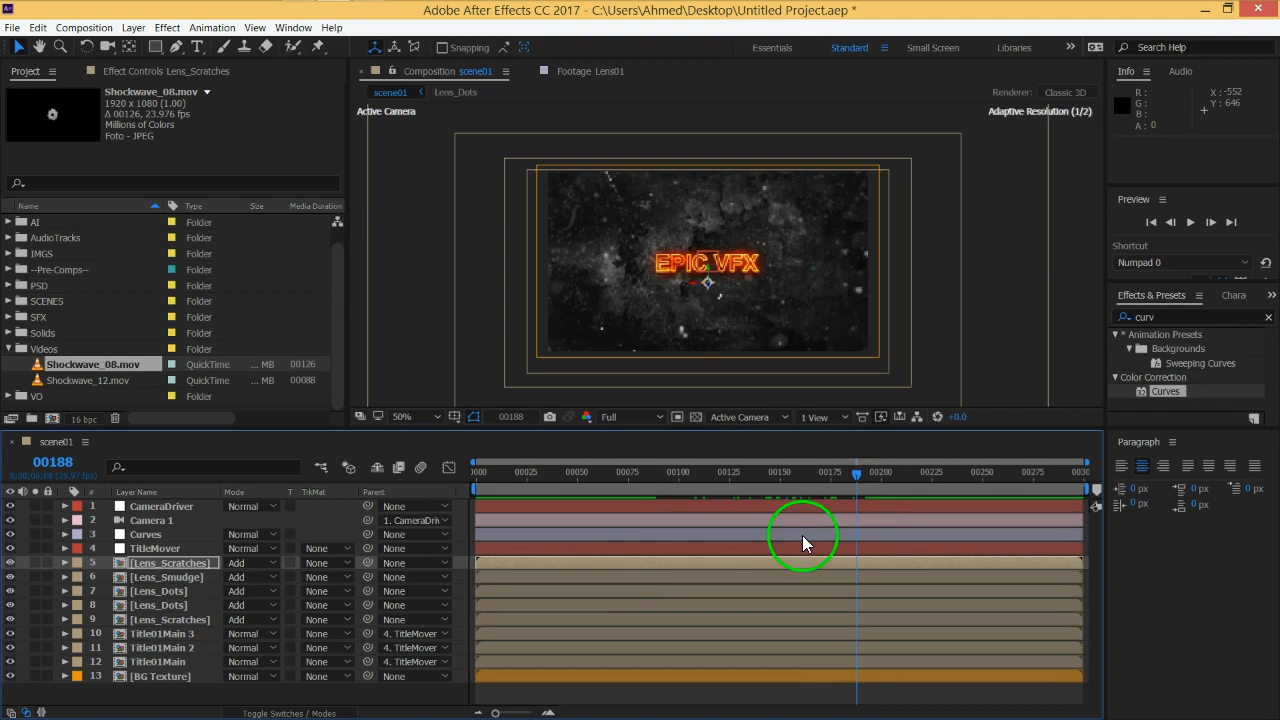 Adobe After Effects CC 2017 - C:\Users\Ahmed\Desktop\Untitled Project.aep *
File Edit Composition Layer Effect Animation View Window Help
Snapping
Essentials Standard Small Screen Libraries
Search Help
Project Effect Controls Lens_Scratches
Composition scene01 Footage Lens01
Info Audio
Shockwave_08.mov
1920 x 1080 (1.00)
Δ 00126, 23.976 fps
Millions of Colors
Foto - JPEG
scene01 Lens_Dots
Renderer: Classic 3D
Active Camera
Adaptive Resolution (1/2)
R :
G :
B :
A : 0
X : -552
Y : 646
EPIC VFX
Name Type Size Media Duration
AI Folder
AudioTracks Folder
IMGS Folder
--Pre-Comps-- Folder
PSD Folder
SCENES Folder
SFX Folder
Solids Folder
Videos Folder
Shockwave_08.mov QuickTime ... MB 00126
Shockwave_12.mov QuickTime ... MB 00088
VO Folder
16 bpc
Preview
Shortcut
Numpad 0
Effects & Presets Chara
curv
* Animation Presets
Backgrounds
Sweeping Curves
Color Correction
Curves
50% 00188 Full Active Camera 1 View +0.0
scene01
00188
0:00:06:08 (29.97 fps)
0000 00025 00050 00075 00100 00125 00150 00175 00200 00225 00250 00275 0030
# Layer Name Mode T TrkMat Parent
1 CameraDriver Normal None
2 Camera 1 1. CameraDriv
3 Curves Normal None
4 TitleMover Normal None None
5 [Lens_Scratches] Add None None
6 [Lens_Smudge] Add None None
7 [Lens_Dots] Add None None
8 [Lens_Dots] Add None None
9 [Lens_Scratches] Add None None
10 Title01Main 3 Normal None 4. TitleMover
11 Title01Main 2 Normal None 4. TitleMover
12 Title01Main Normal None 4. TitleMover
13 [BG Texture] Normal None None
Toggle Switches / Modes
Paragraph
0 px 0 px 0 px
0 px 0 px